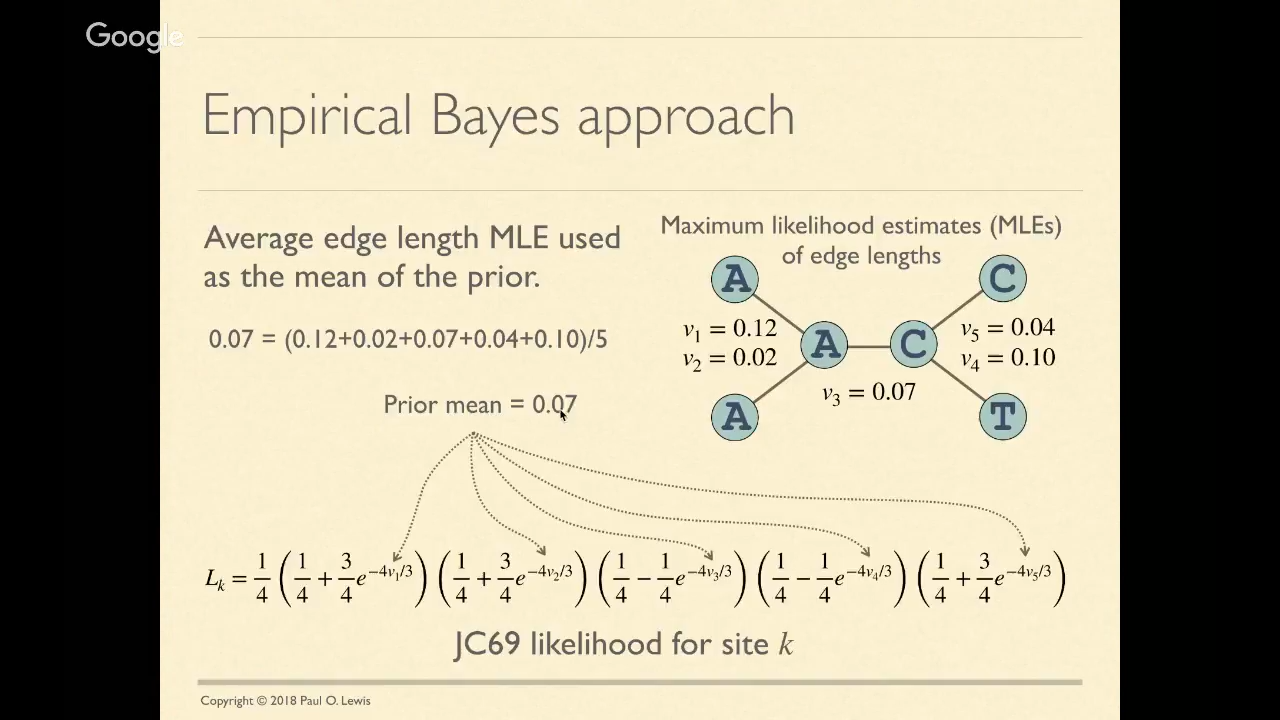 Google
Empirical Bayes approach
Average edge length MLE used
as the mean of the prior.
0.07 = (0.12+0.02+0.07+0.04+0.10)/5
Prior mean = 0.07
Maximum likelihood estimates (MLEs)
of edge lengths
A
C
v₁ = 0.12
v₂ = 0.02
A
C
v₅ = 0.04
v₄ = 0.10
v₃ = 0.07
A
T
Lₖ = 1/4 (1/4 + 3/4 e^{−4v₁/3}) (1/4 + 3/4 e^{−4v₂/3}) (1/4 − 1/4 e^{−4v₃/3}) (1/4 − 1/4 e^{−4v₄/3}) (1/4 + 3/4 e^{−4v₅/3})
JC69 likelihood for site k
Copyright © 2018 Paul O. Lewis